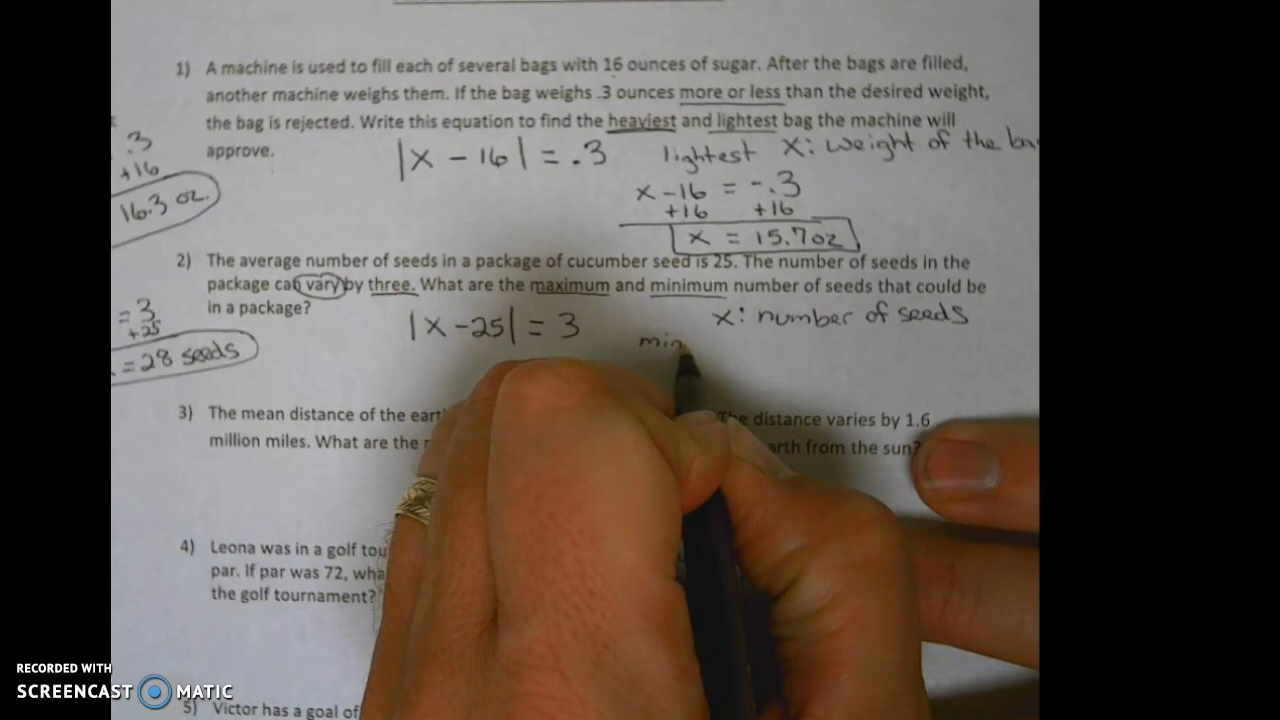 1) A machine is used to fill each of several bags with 16 ounces of sugar. After the bags are filled,
another machine weighs them. If the bag weighs .3 ounces more or less than the desired weight,
the bag is rejected. Write this equation to find the heaviest and lightest bag the machine will
approve.
|x - 16| = .3
lightest x: weight of the
.3
+16
16.3 oz.
x - 16 = -.3
+16 +16
x = 15.7oz
2) The average number of seeds in a package of cucumber seed is 25. The number of seeds in the
package can vary by three. What are the maximum and minimum number of seeds that could be
in a package?
|x - 25| = 3
x: number of seeds
= 3
+25
= 28 seeds
min
3) The mean distance of the The distance varies by 1.6
million miles. What are the from the sun?
4) Leona was in a golf
par. If par was 72,
the golf tournament?
5) Victor has a goal of
RECORDED WITH
SCREENCAST MATIC